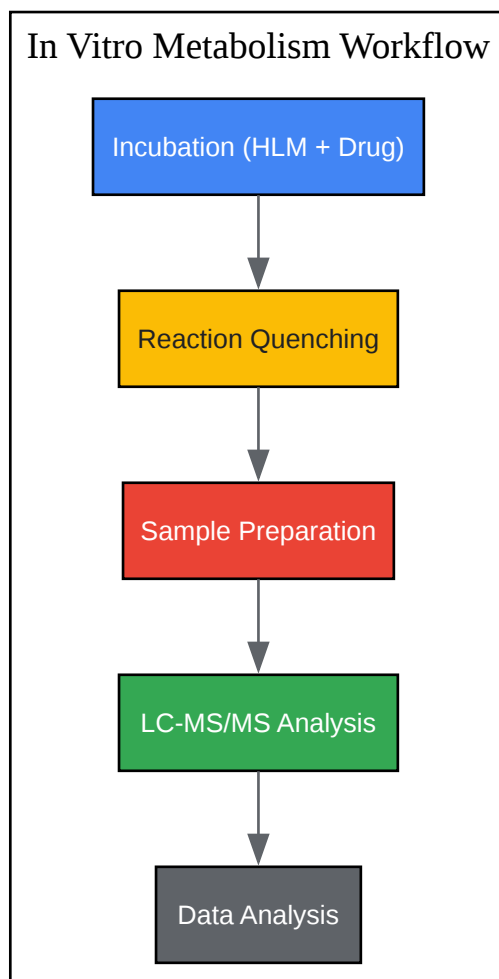 In Vitro Metabolism Workflow
Incubation (HLM + Drug)
Reaction Quenching
Sample Preparation
LC-MS/MS Analysis
Data Analysis